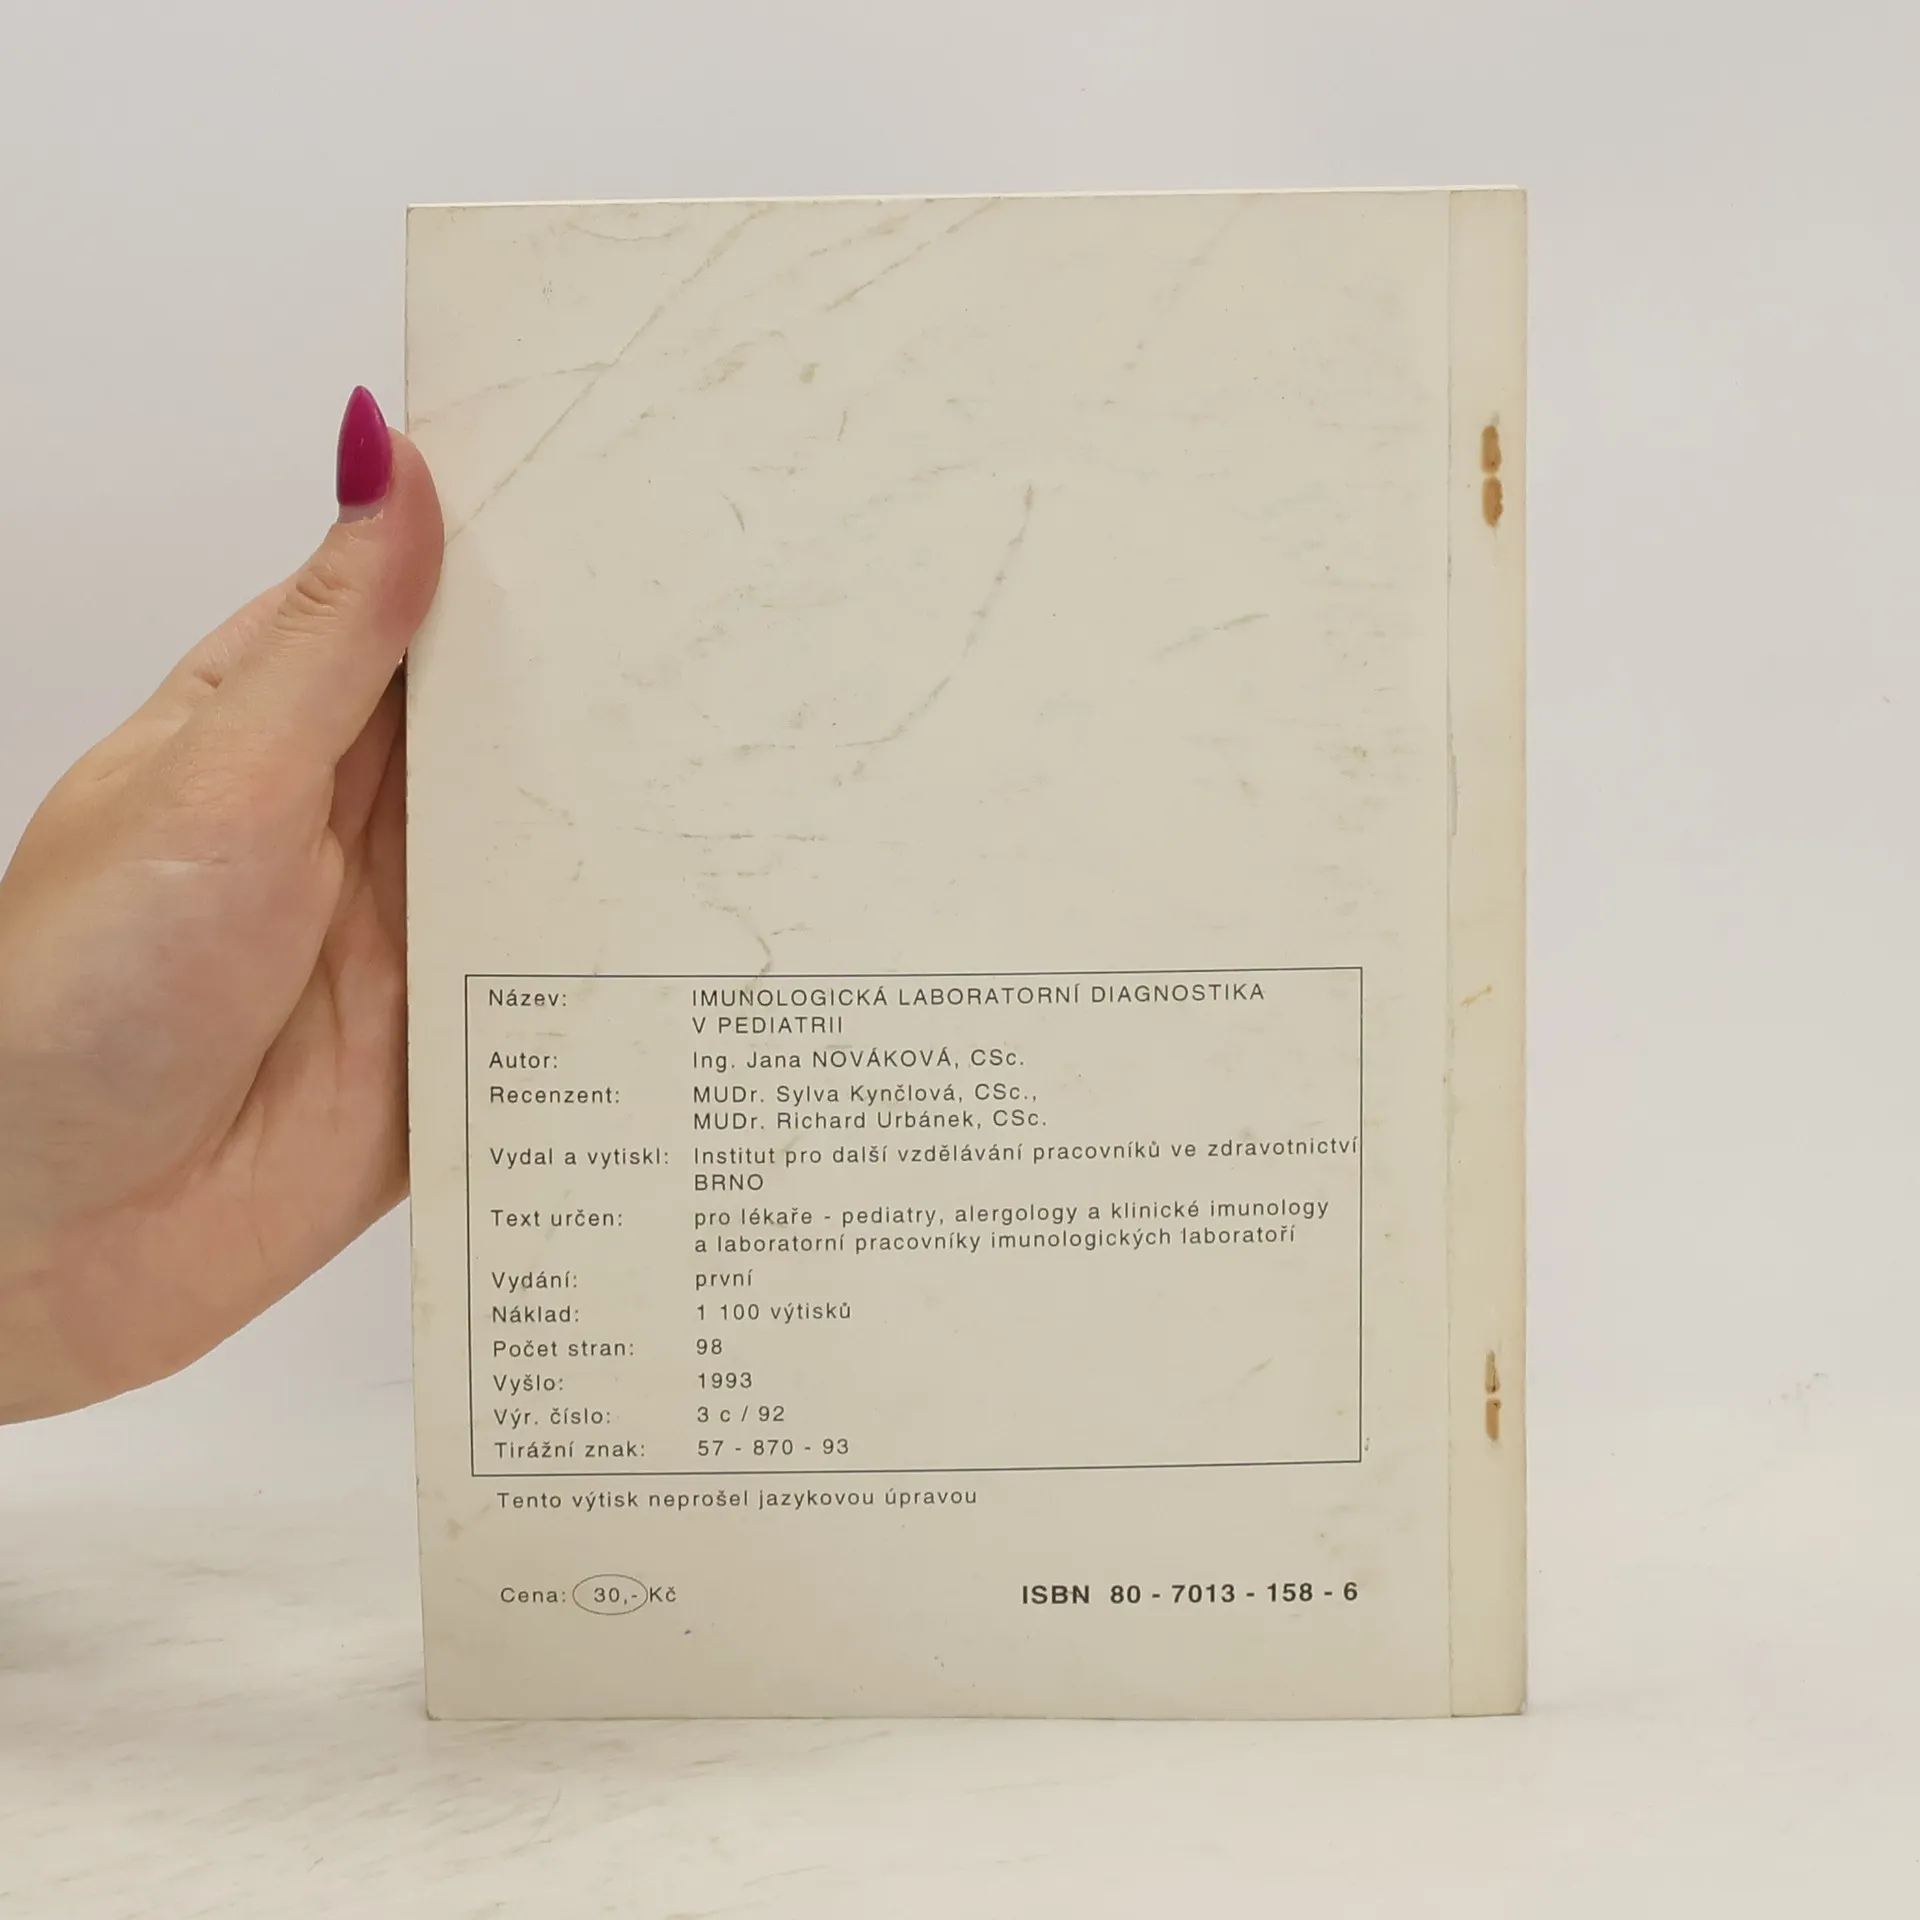 Název: IMUNOLOGICKÁ LABORATORNÍ DIAGNOSTIKA
V PEDIATRII
Autor: Ing. Jana NOVÁKOVÁ, CSc.
Recenzent: MUDr. Sylva Kynčlová, CSc.,
MUDr. Richard Urbánek, CSc.
Vydal a vytiskl: Institut pro další vzdělávání pracovníků ve zdravotnictví
BRNO
Text určen: pro lékaře - pediatry, alergology a klinické imunology
a laboratorní pracovníky imunologických laboratoří
Vydání: první
Náklad: 1 100 výtisků
Počet stran: 98
Vyšlo: 1993
Výr. číslo: 3 c / 92
Tirážní znak: 57 - 870 - 93
Tento výtisk neprošel jazykovou úpravou
Cena: 30,- Kč ISBN 80 - 7013 - 158 - 6